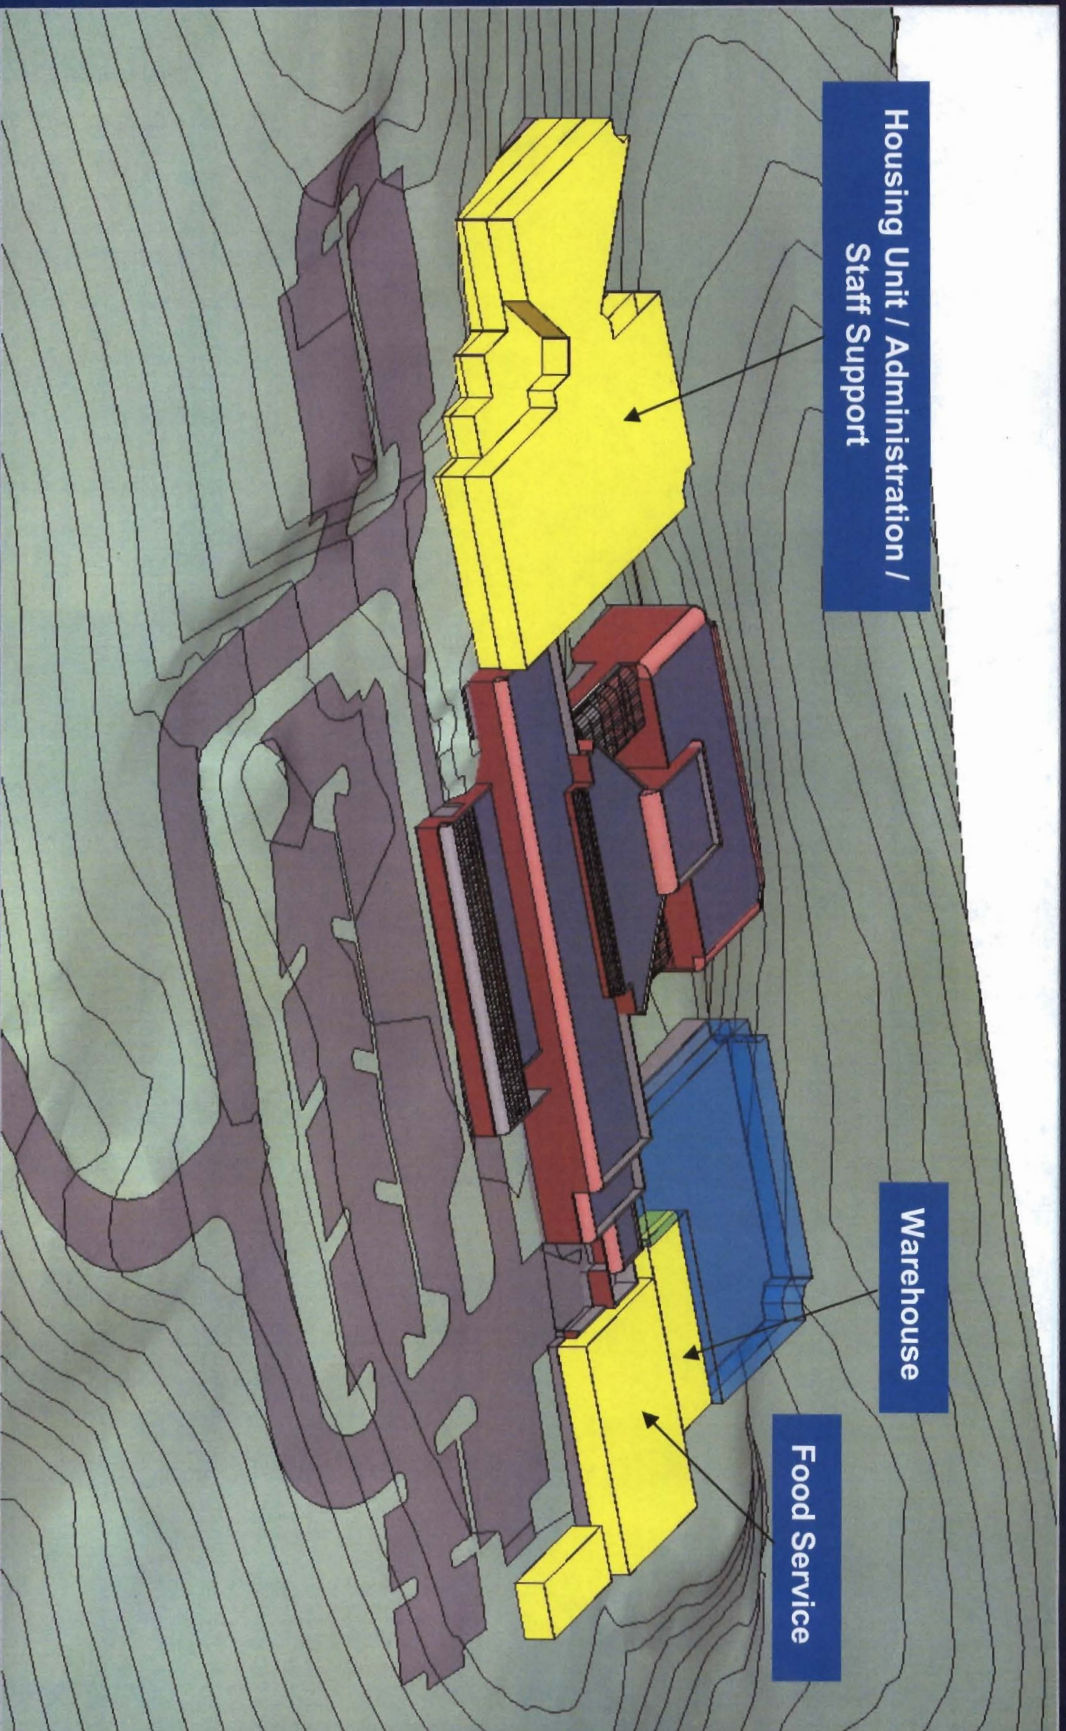 Housing Unit / Administration /
Staff Support
Warehouse
Food Service